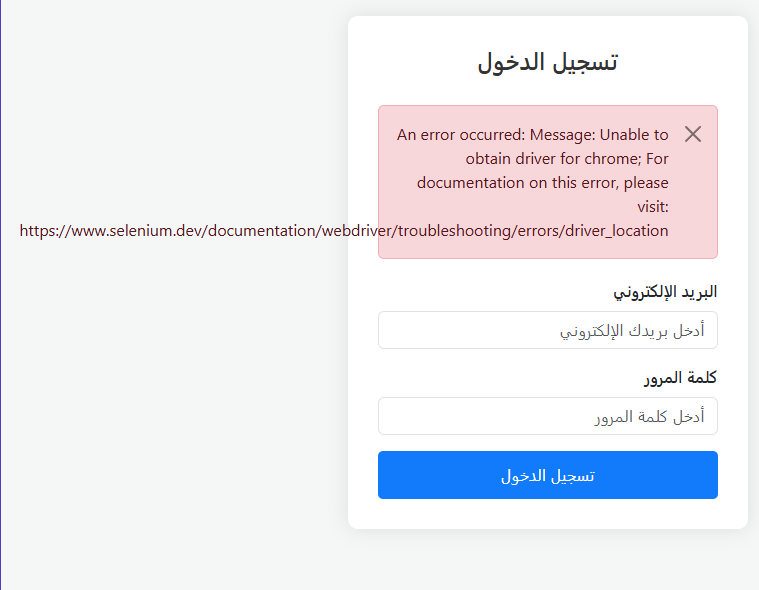 تسجيل الدخول
An error occurred: Message: Unable to
obtain driver for chrome; For
documentation on this error, please
visit:
https://www.selenium.dev/documentation/webdriver/troubleshooting/errors/driver_location
البريد الإلكتروني
أدخل بريدك الإلكتروني
كلمة المرور
أدخل كلمة المرور
تسجيل الدخول